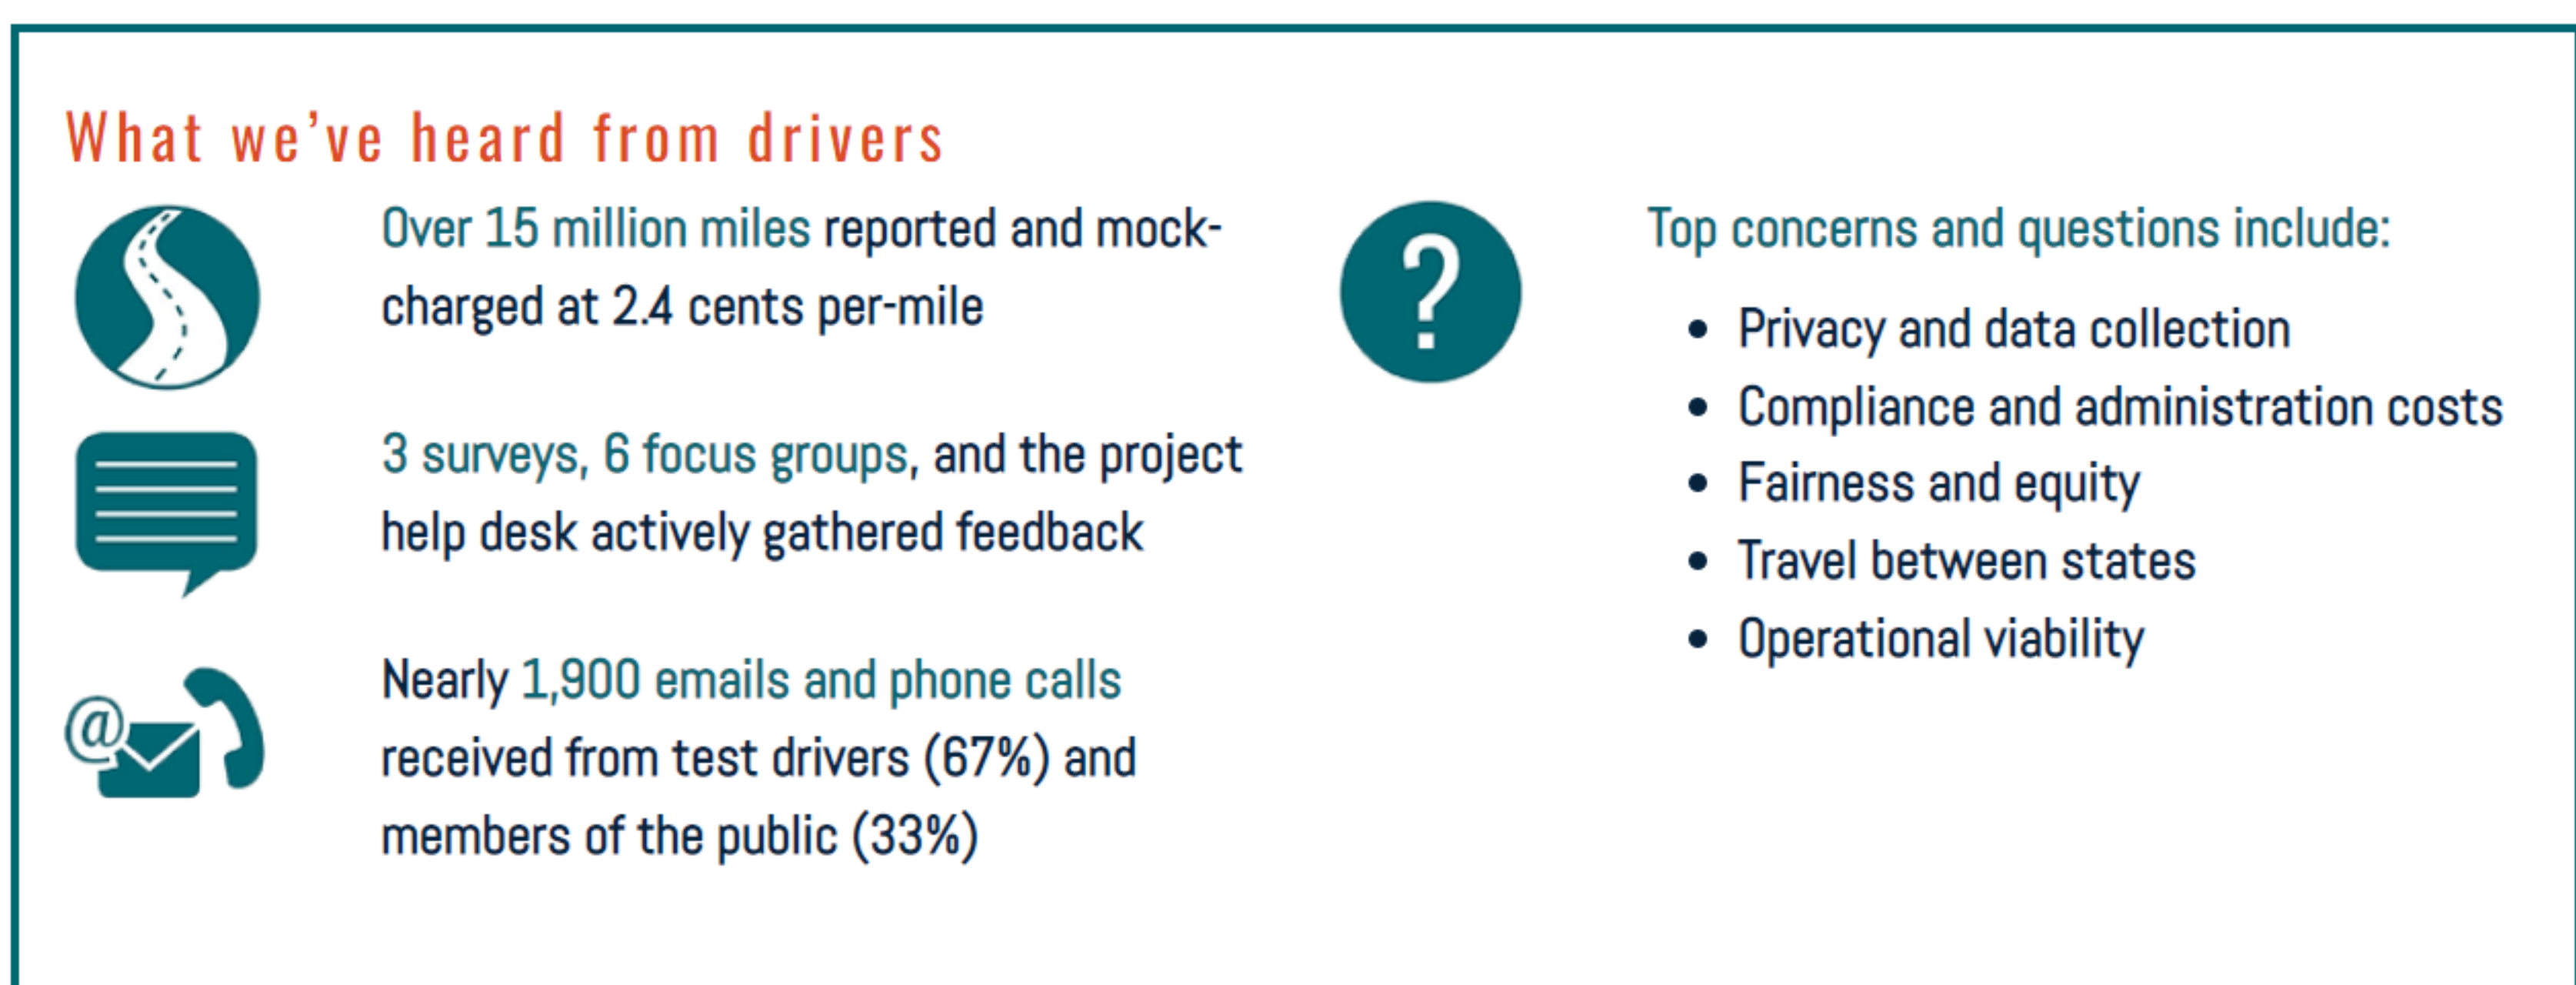 What we've heard from drivers
Over 15 million miles reported and mock-
charged at 2.4 cents per-mile
3 surveys, 6 focus groups, and the project
help desk actively gathered feedback
@
Nearly 1,900 emails and phone calls
received from test drivers (67%) and
members of the public (33%)
?
Top concerns and questions include:
• Privacy and data collection
• Compliance and administration costs
• Fairness and equity
• Travel between states
• Operational viability